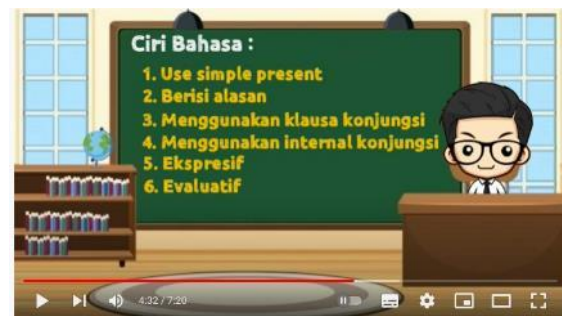 Ciri Bahasa :
1. Use simple present
2. Berisi alasan
3. Menggunakan klausa konjungsi
4. Menggunakan internal konjungsi
5. Ekspresif
6. Evaluatif
4:32 / 7:20